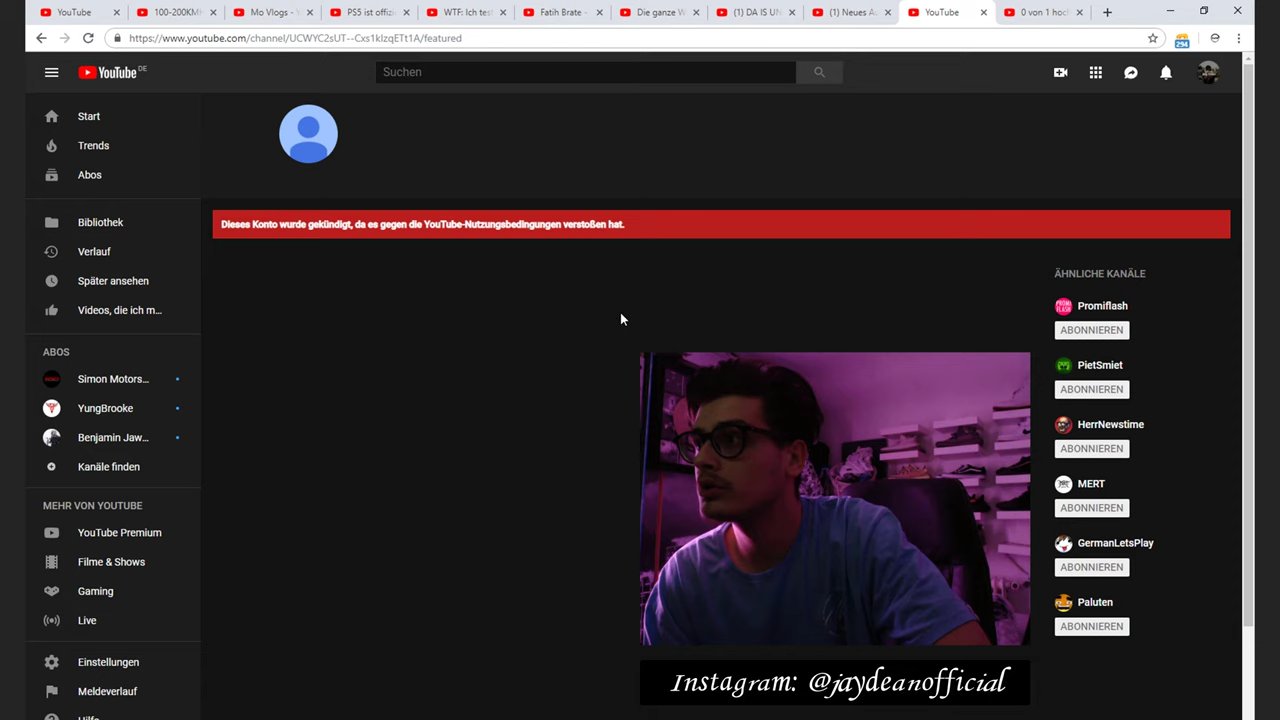 YouTube
100-200KM
Mo Vlogs - Y
PS5 ist offizi
WTF: Ich
Fatih Brate -
Die ganze W
(1) DA IS UN
(1) Neues A
YouTube
0 von 1 hoc
https://www.youtube.com/channel/UCWYC2sUT--Cxs1kIzqETt1A/featured
294
YouTube DE
Suchen
Start
Trends
Abos
Dieses Konto wurde gekündigt, da es gegen die YouTube-Nutzungsbedingungen verstoßen hat.
Bibliothek
Verlauf
Später ansehen
Videos, die ich m...
ÄHNLICHE KANÄLE
Promiflash
ABONNIEREN
ABOS
PietSmiet
ABONNIEREN
Simon Motors...
YungBrooke
Benjamin Jaw...
HerrNewstime
ABONNIEREN
Kanäle finden
MERT
ABONNIEREN
MEHR VON YOUTUBE
YouTube Premium
GermanLetsPlay
ABONNIEREN
Filme & Shows
Gaming
Paluten
ABONNIEREN
Live
Einstellungen
Meldeverlauf
Hilfe
Instagram: @jaydeanofficial